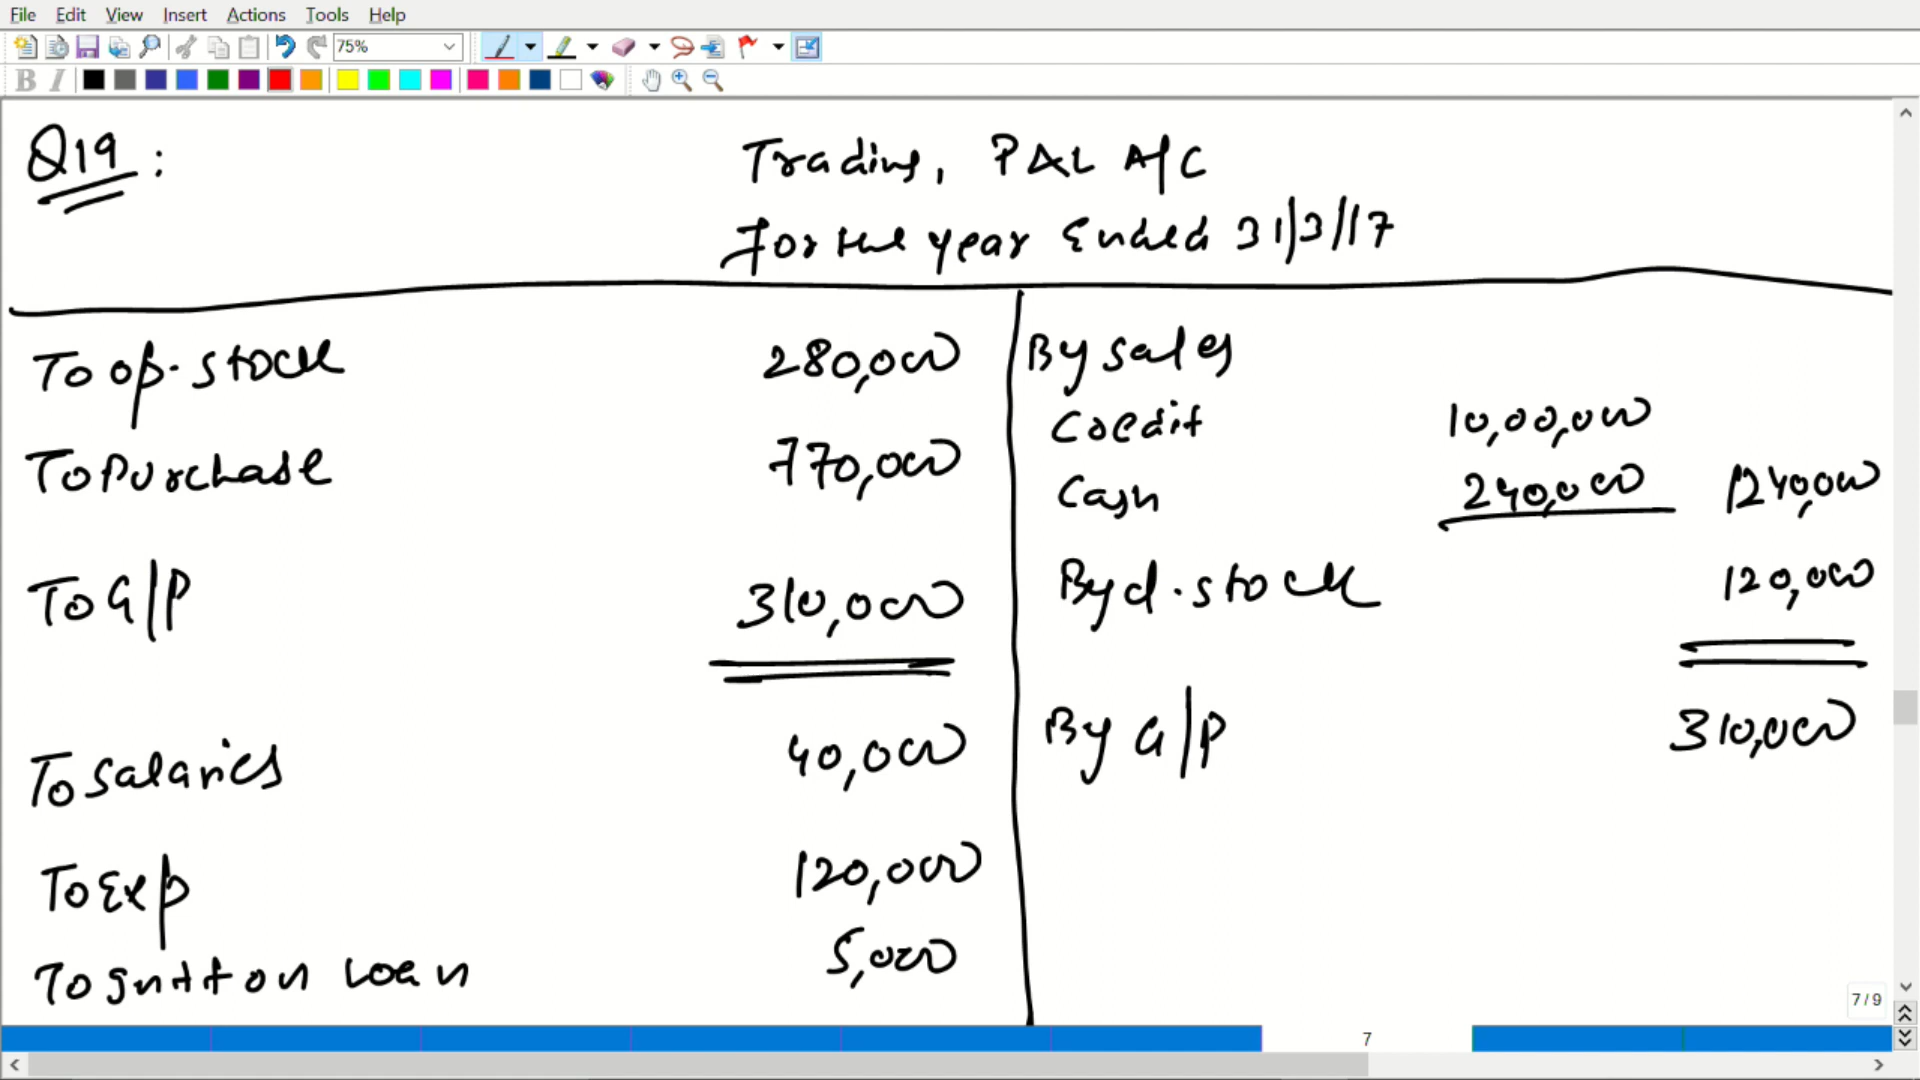 File Edit View Insert Actions Tools Help
75%
B I
Q19 :
Trading, P&L A/C
For the year Ended 31/3/17
To op. stock 280,000
By sales
Credit 10,00,000
To Purchase 770,000
Cash 240,000 1240,000
To G/P 310,000
By cl. stock 120,000
To Salaries 40,000
By G/P 310,000
To Exp 120,000
To Intt on Loan 5,000
7 / 9
7